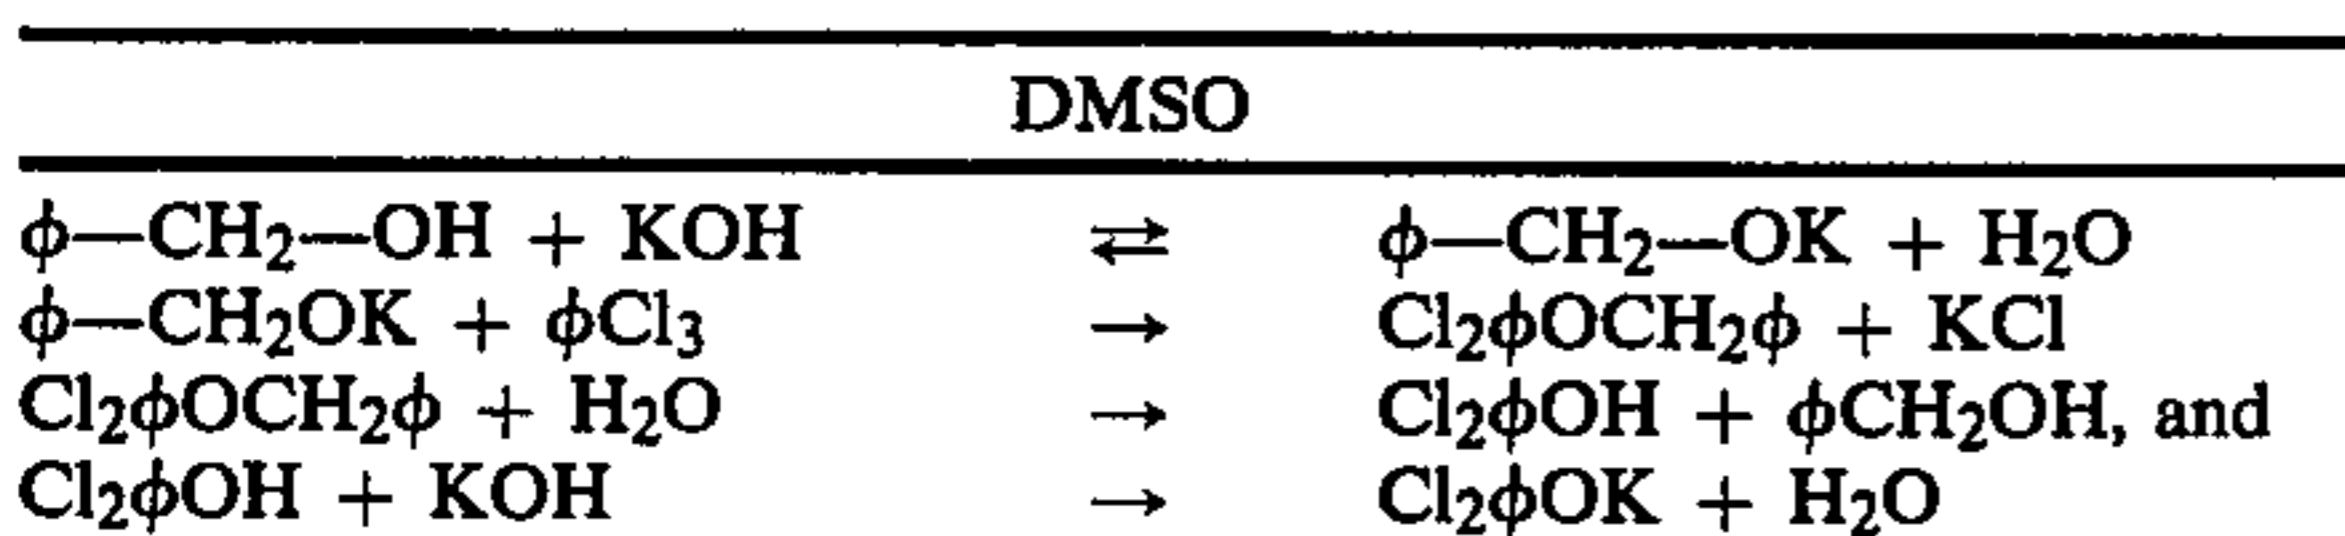 DMSO
ϕ—CH₂—OH + KOH ⇄ ϕ—CH₂—OK + H₂O
ϕ—CH₂OK + ϕCl₃ → Cl₂ϕOCH₂ϕ + KCl
Cl₂ϕOCH₂ϕ + H₂O → Cl₂ϕOH + ϕCH₂OH, and
Cl₂ϕOH + KOH → Cl₂ϕOK + H₂O